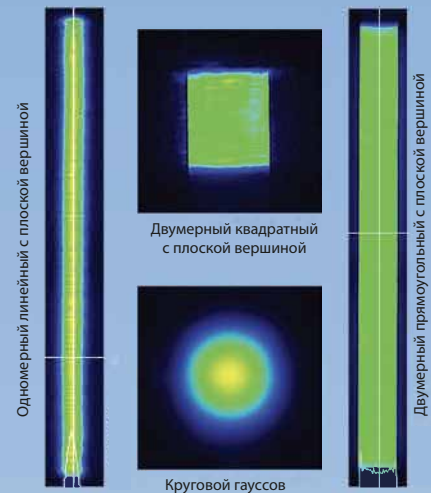 Одномерный линейный с плоской вершиной
Двумерный квадратный
с плоской вершиной
Круговой гауссов
Двумерный прямоугольный с плоской вершиной